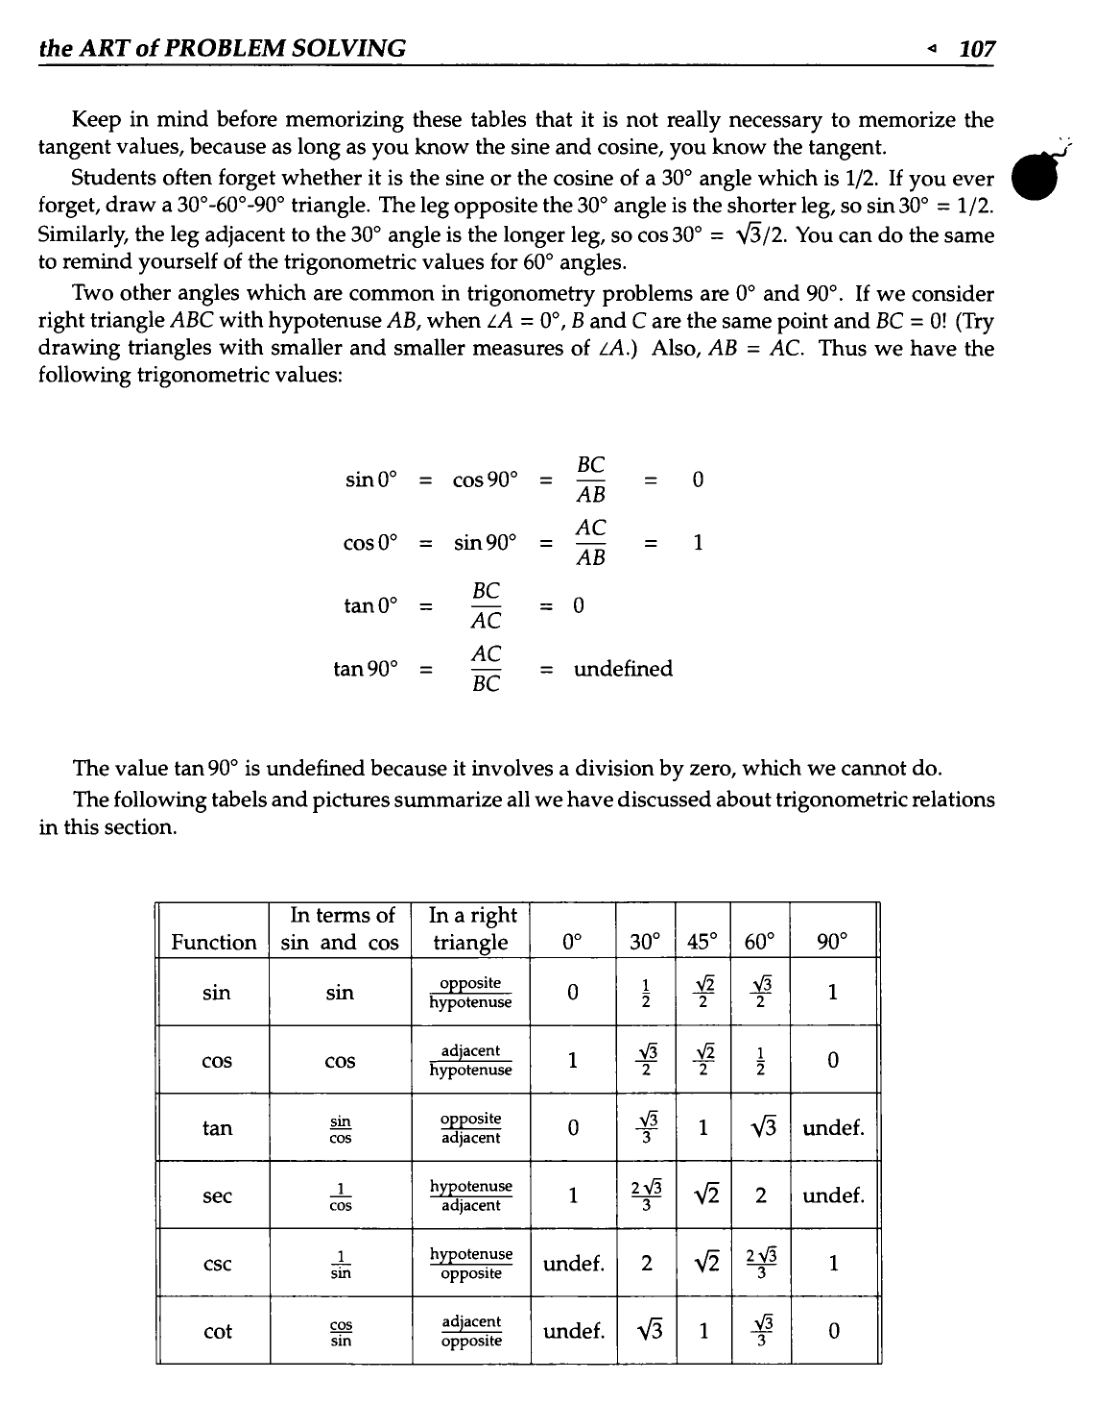 the ART of PROBLEM SOLVING ◃ 107
Keep in mind before memorizing these tables that it is not really necessary to memorize the
tangent values, because as long as you know the sine and cosine, you know the tangent.
Students often forget whether it is the sine or the cosine of a 30° angle which is 1/2. If you ever
forget, draw a 30°-60°-90° triangle. The leg opposite the 30° angle is the shorter leg, so sin 30° = 1/2.
Similarly, the leg adjacent to the 30° angle is the longer leg, so cos 30° = √3/2. You can do the same
to remind yourself of the trigonometric values for 60° angles.
Two other angles which are common in trigonometry problems are 0° and 90°. If we consider
right triangle ABC with hypotenuse AB, when ∠A = 0°, B and C are the same point and BC = 0! (Try
drawing triangles with smaller and smaller measures of ∠A.) Also, AB = AC. Thus we have the
following trigonometric values:
sin 0° = cos 90° = BC/AB = 0
cos 0° = sin 90° = AC/AB = 1
tan 0° = BC/AC = 0
tan 90° = AC/BC = undefined
The value tan 90° is undefined because it involves a division by zero, which we cannot do.
The following tabels and pictures summarize all we have discussed about trigonometric relations
in this section.
In terms of In a right
Function sin and cos triangle 0° 30° 45° 60° 90°
sin sin opposite/hypotenuse 0 1/2 √2/2 √3/2 1
cos cos adjacent/hypotenuse 1 √3/2 √2/2 1/2 0
tan sin/cos opposite/adjacent 0 √3/3 1 √3 undef.
sec 1/cos hypotenuse/adjacent 1 2√3/3 √2 2 undef.
csc 1/sin hypotenuse/opposite undef. 2 √2 2√3/3 1
cot cos/sin adjacent/opposite undef. √3 1 √3/3 0